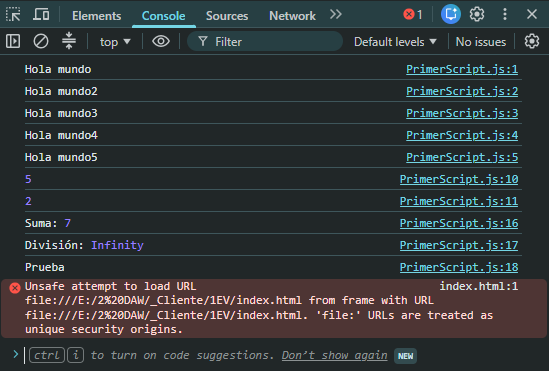 Elements Console Sources Network 1
top Filter Default levels No issues
Hola mundo PrimerScript.js:1
Hola mundo2 PrimerScript.js:2
Hola mundo3 PrimerScript.js:3
Hola mundo4 PrimerScript.js:4
Hola mundo5 PrimerScript.js:5
5 PrimerScript.js:10
2 PrimerScript.js:11
Suma: 7 PrimerScript.js:16
División: Infinity PrimerScript.js:17
Prueba PrimerScript.js:18
Unsafe attempt to load URL index.html:1
file:///E:/2%20DAW/_Cliente/1EV/index.html from frame with URL
file:///E:/2%20DAW/_Cliente/1EV/index.html. 'file:' URLs are treated as
unique security origins.
ctrl i to turn on code suggestions. Don't show again NEW